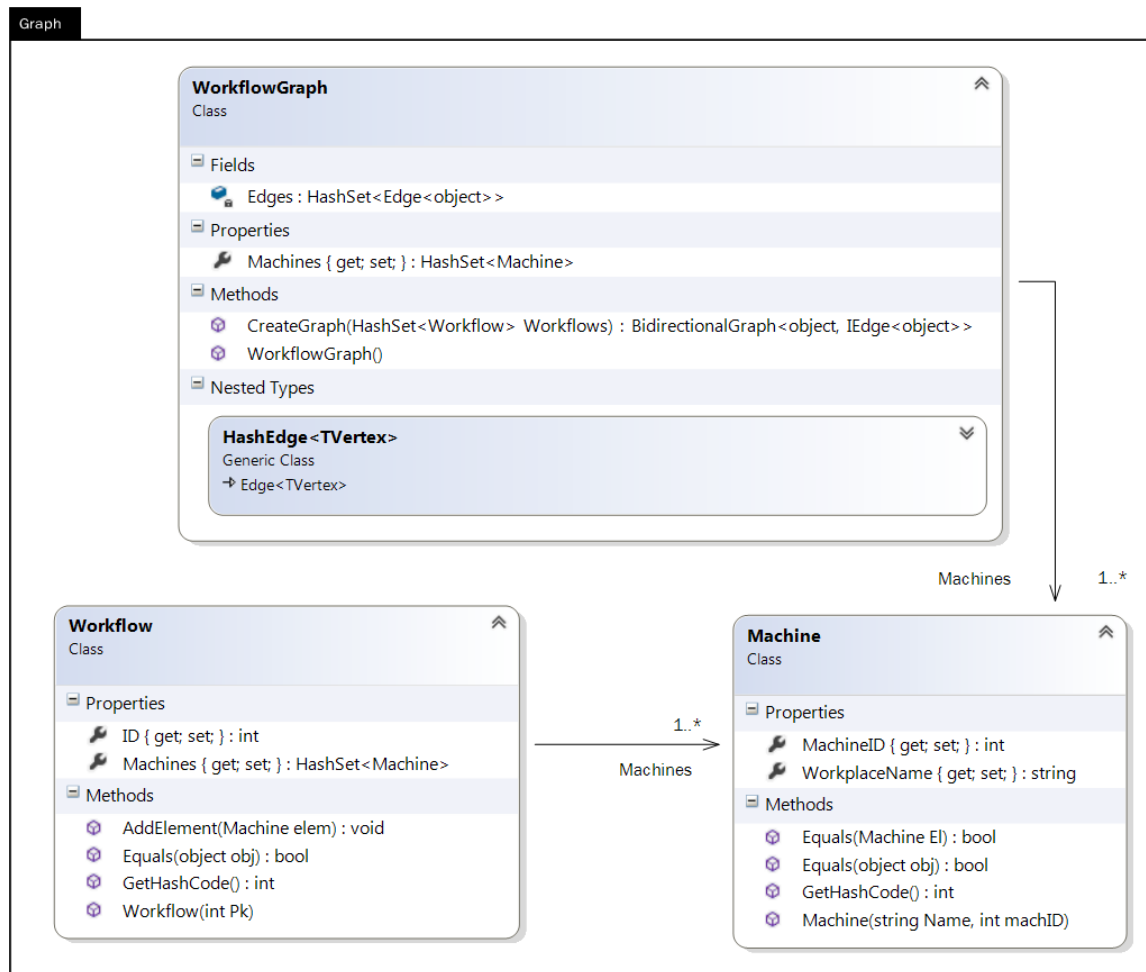 Graph
WorkflowGraph
Class
Fields
Edges : HashSet<Edge<object>>
Properties
Machines { get; set; } : HashSet<Machine>
Methods
CreateGraph(HashSet<Workflow> Workflows) : BidirectionalGraph<object, IEdge<object>>
WorkflowGraph()
Nested Types
HashEdge<TVertex>
Generic Class
Edge<TVertex>
Machines 1..*
Workflow
Class
Properties
ID { get; set; } : int
Machines { get; set; } : HashSet<Machine>
Methods
AddElement(Machine elem) : void
Equals(object obj) : bool
GetHashCode() : int
Workflow(int Pk)
1..*
Machines
Machine
Class
Properties
MachineID { get; set; } : int
WorkplaceName { get; set; } : string
Methods
Equals(Machine El) : bool
Equals(object obj) : bool
GetHashCode() : int
Machine(string Name, int machID)